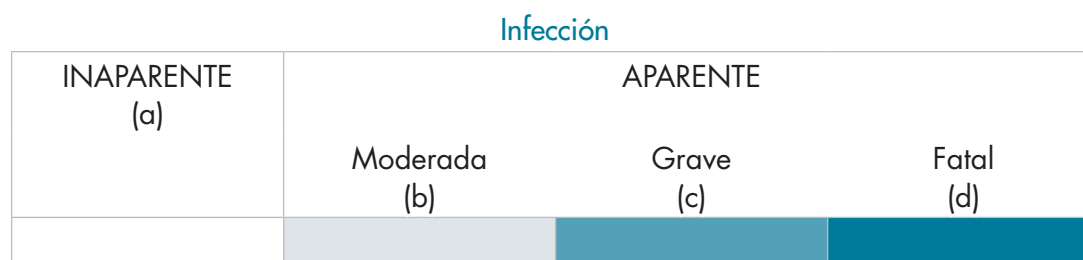 Infección
INAPARENTE
(a)
APARENTE
Moderada
(b)
Grave
(c)
Fatal
(d)